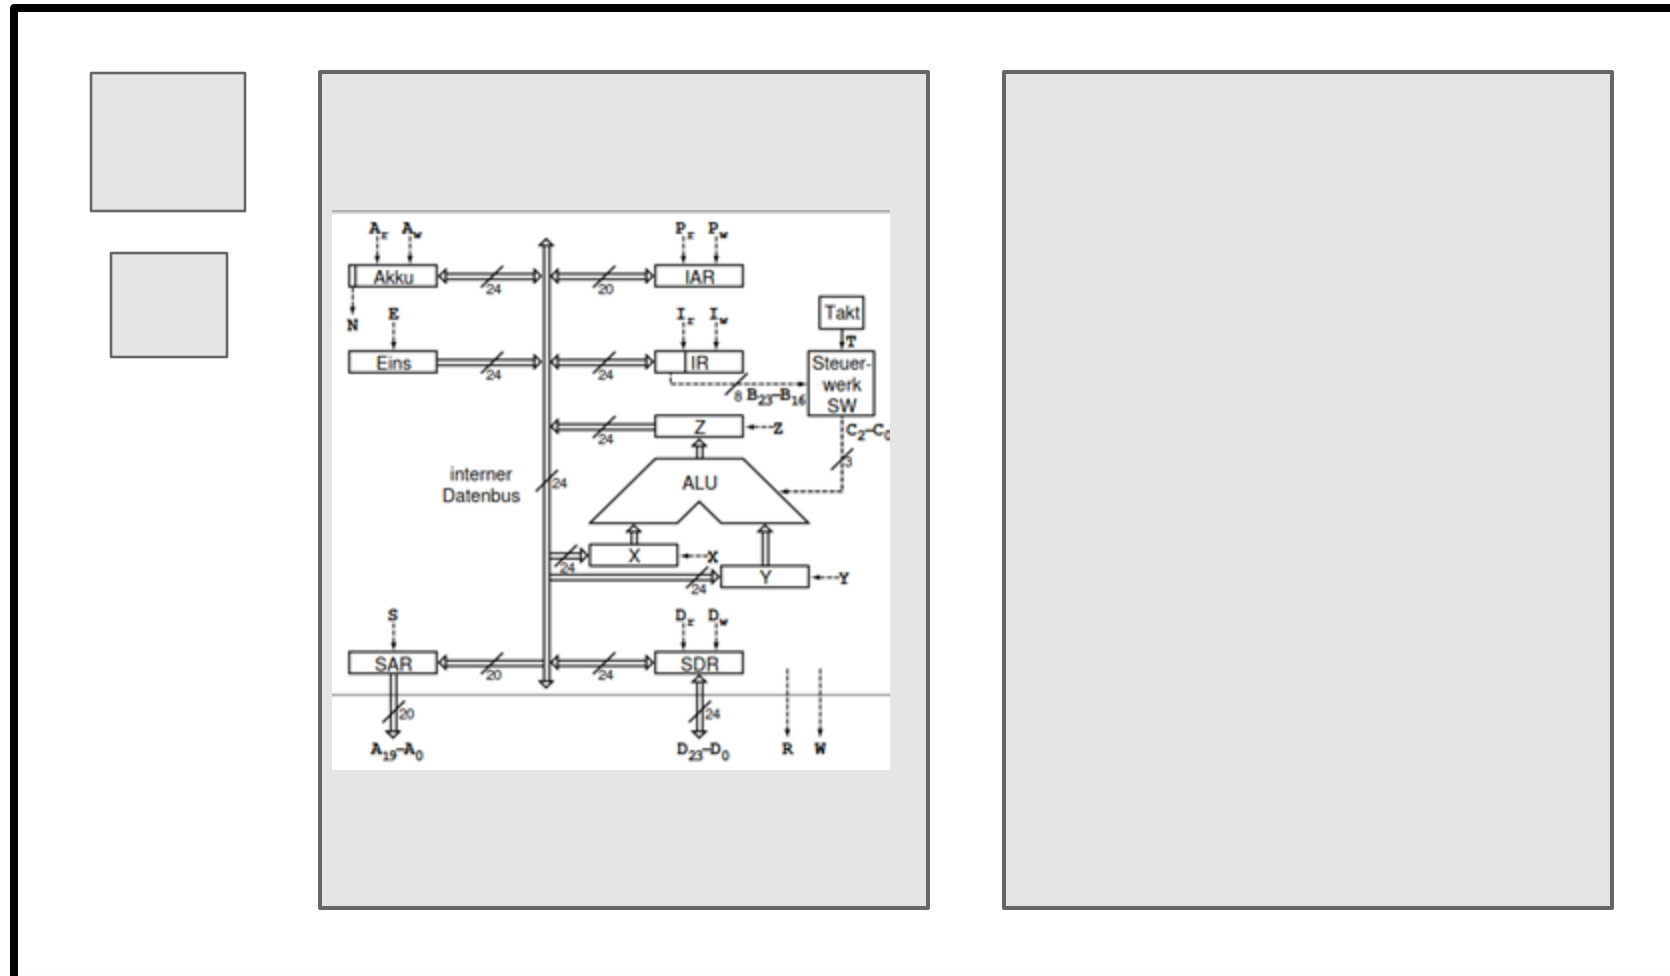 Ar Aw Pr Pw
Akku 24 20 IAR
N E Ir Iw Takt
T
Eins 24 24 IR Steuer-
werk
8 B23–B16 SW
24 Z Z C2–C0
3
interner
Datenbus 24 ALU
24 X X
24 Y Y
S Dr Dw
SAR 20 24 SDR
20 24
A19–A0 D23–D0 R W